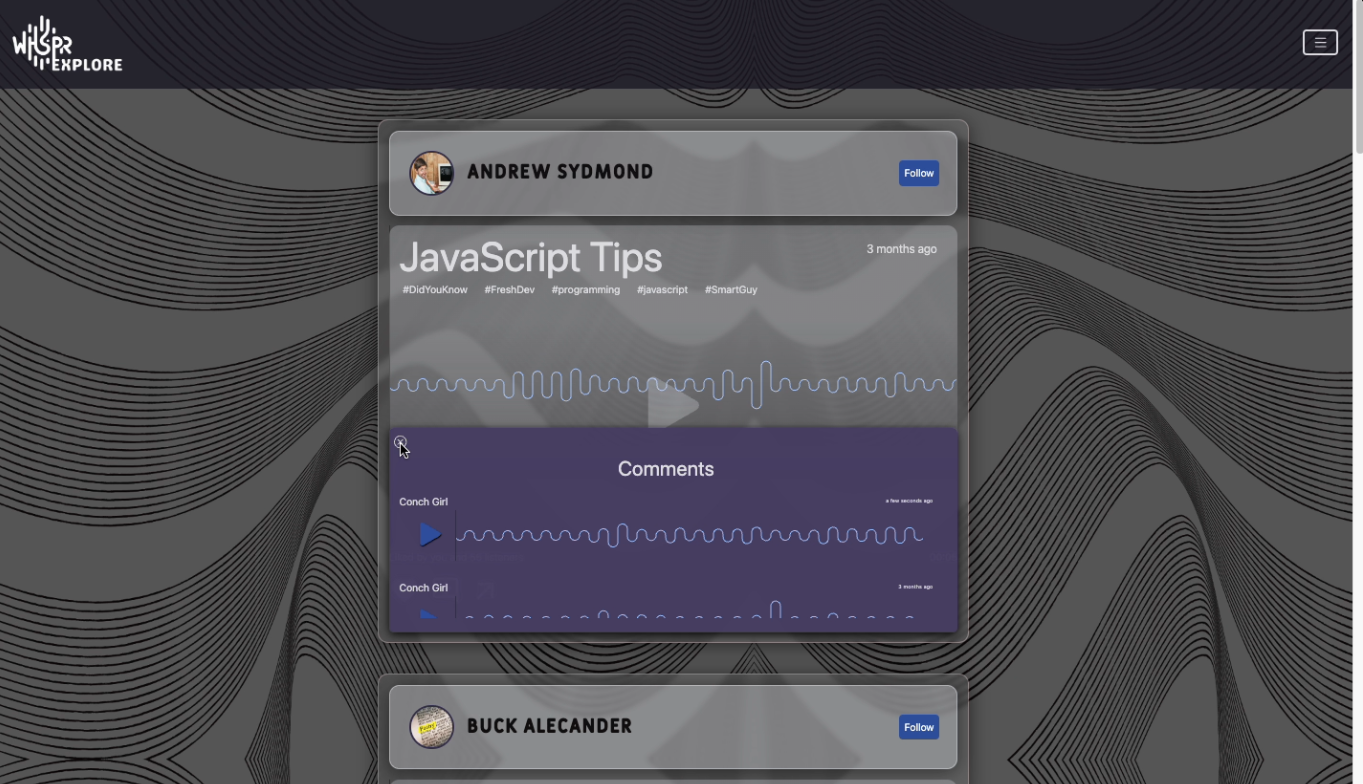 WHSPR
EXPLORE
ANDREW SYDMOND
Follow
JavaScript Tips
3 months ago
#DidYouKnow #FreshDev #programming #javascript #SmartGuy
Comments
Conch Girl
a few seconds ago
Conch Girl
3 months ago
BUCK ALECANDER
Follow